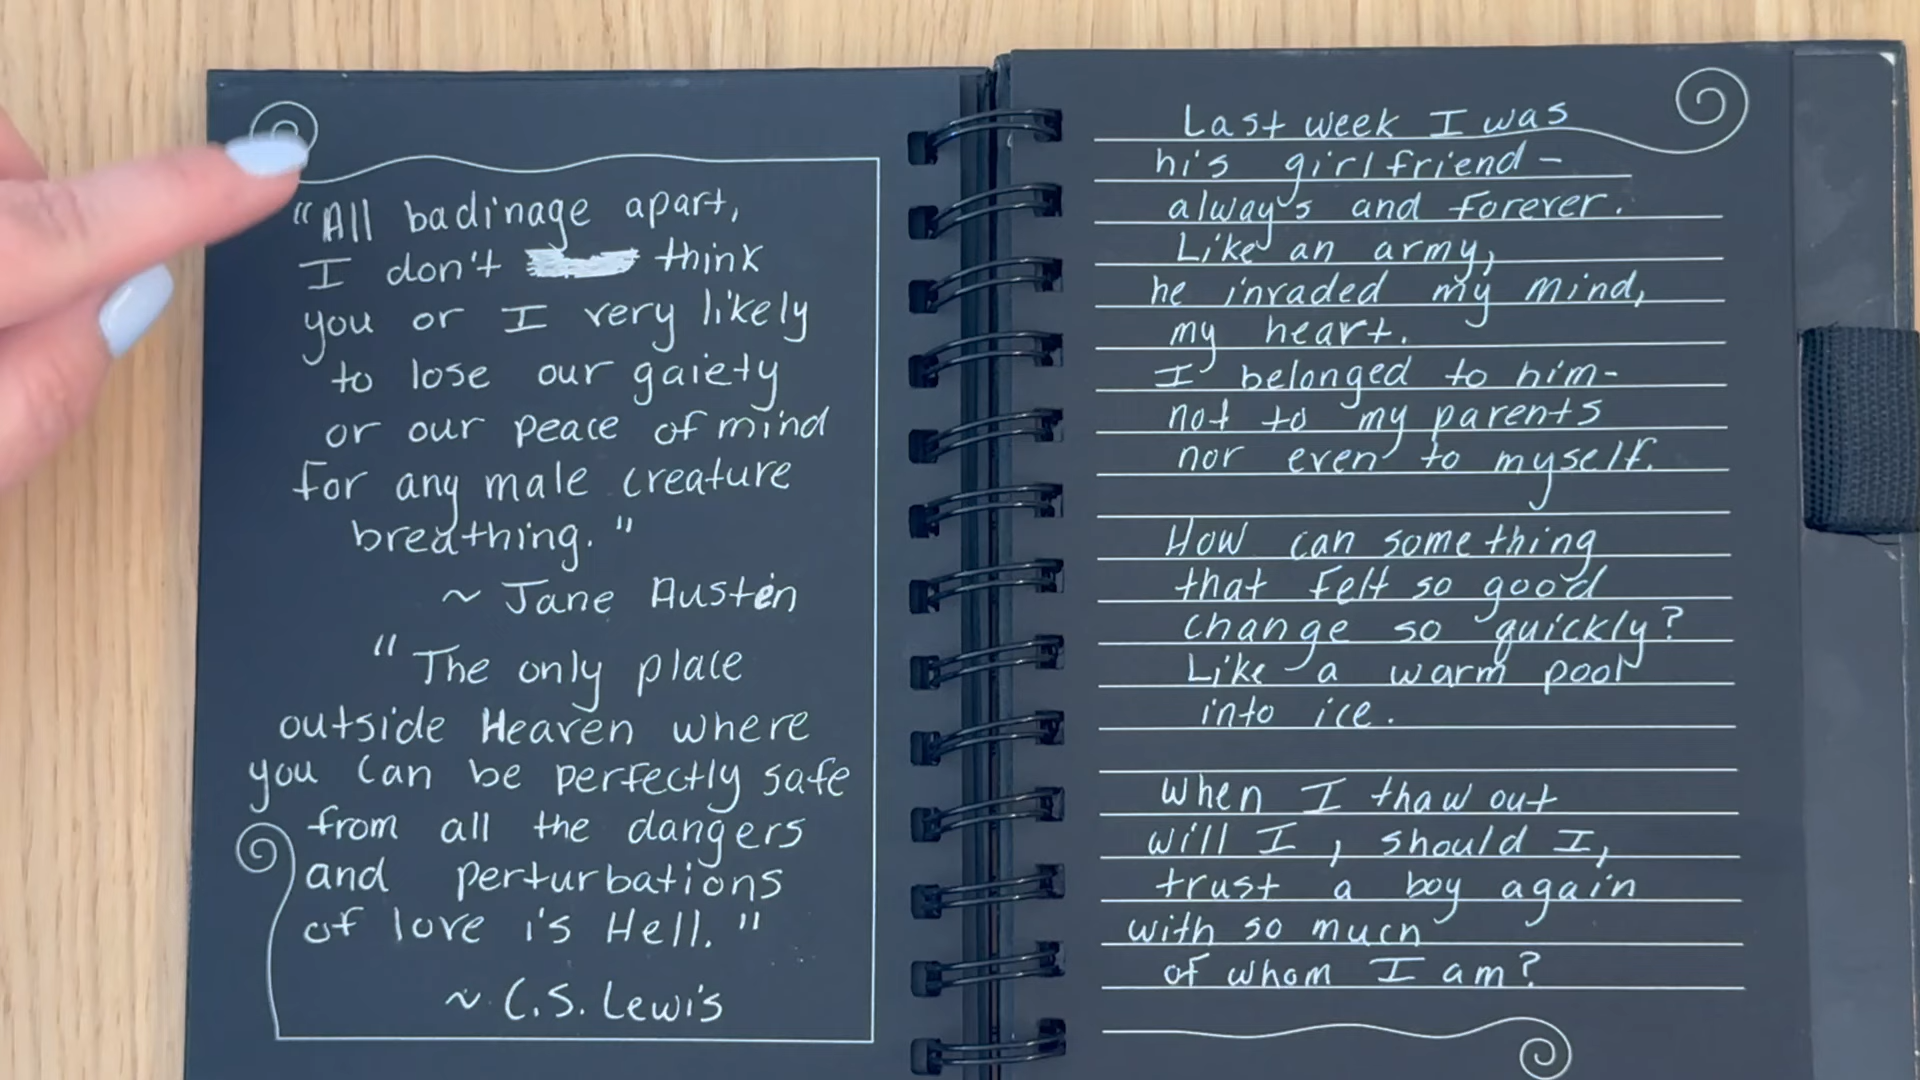 "All badinage apart,
I don't think
you or I very likely
to lose our gaiety
or our peace of mind
for any male creature
breathing."
~ Jane Austen
"The only place
outside Heaven where
you can be perfectly safe
from all the dangers
and perturbations
of love is Hell."
~ C.S. Lewis
Last week I was
his girlfriend -
always and forever.
Like an army,
he invaded my mind,
my heart.
I belonged to him-
not to my parents
nor even to myself.
How can something
that felt so good
change so quickly?
Like a warm pool
into ice.
When I thaw out
will I, should I,
trust a boy again
with so much
of whom I am?